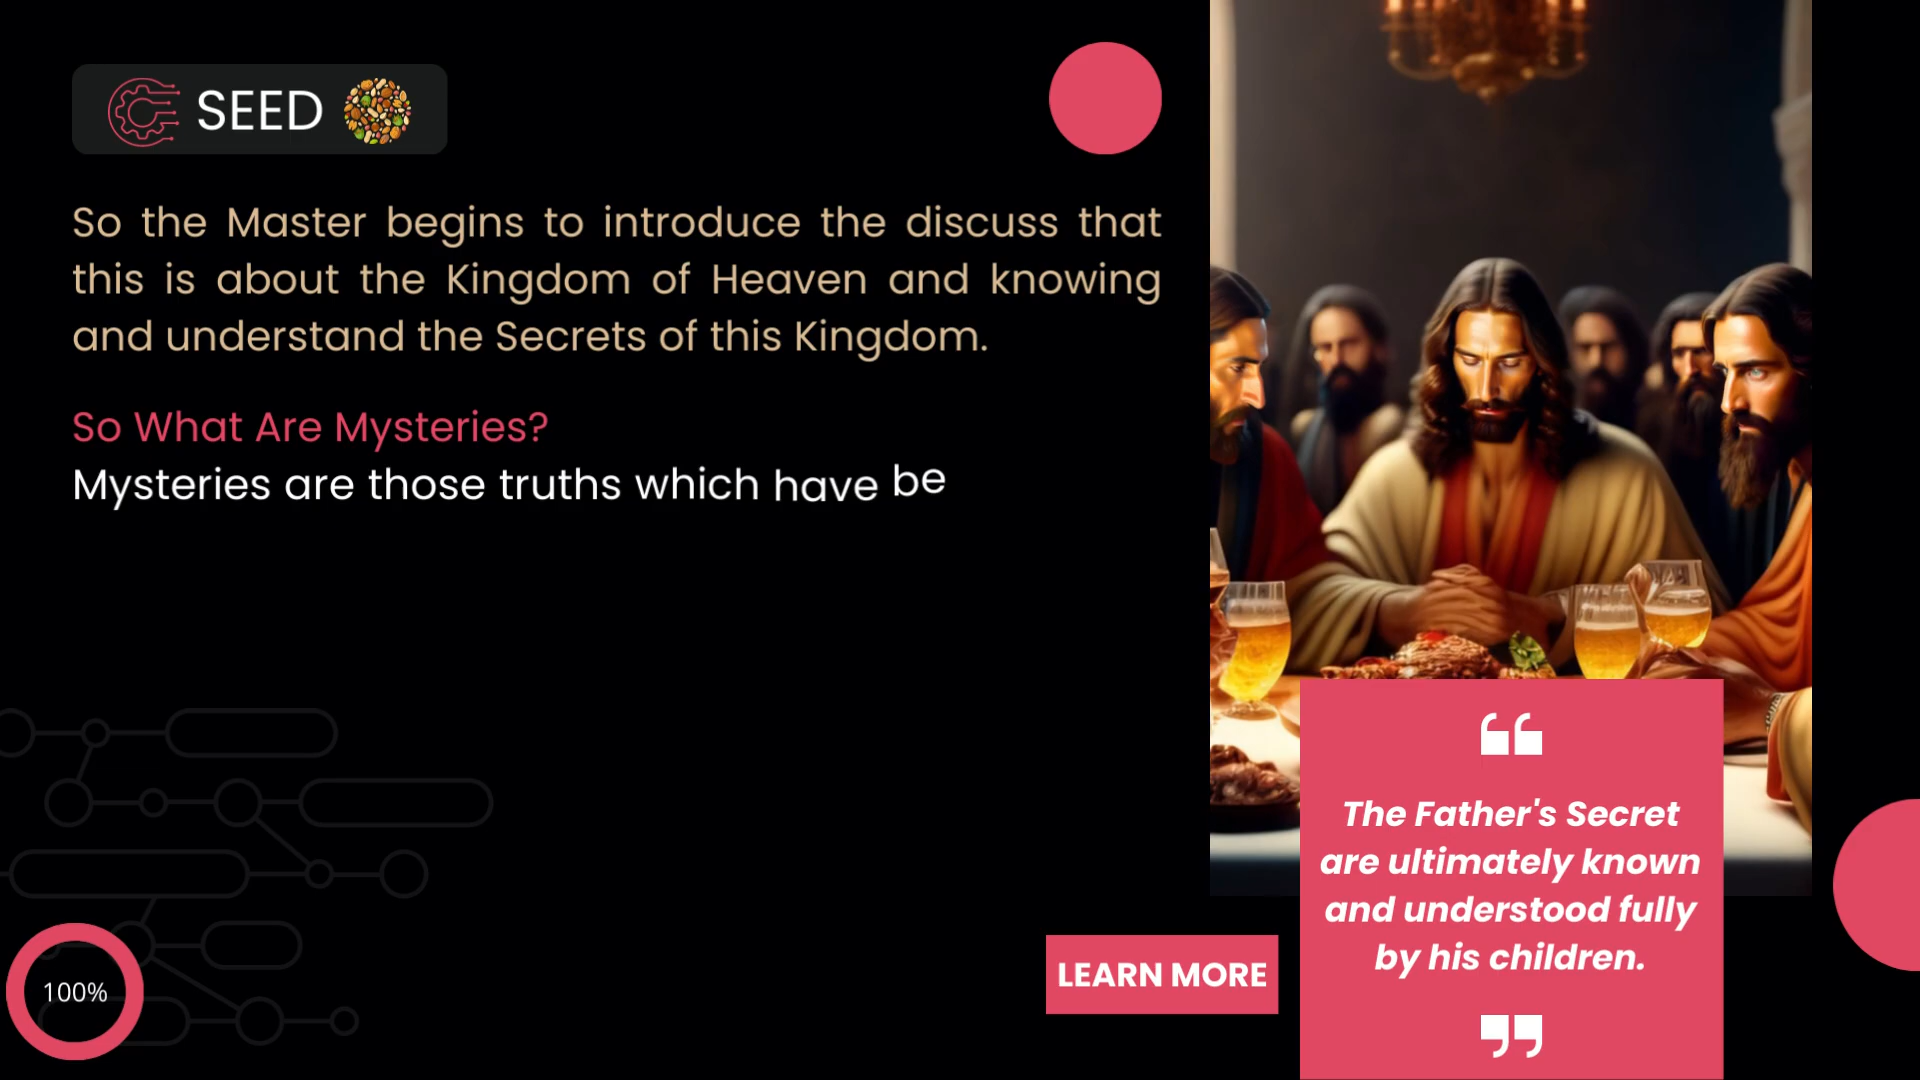 SEED
So the Master begins to introduce the discuss that
this is about the Kingdom of Heaven and knowing
and understand the Secrets of this Kingdom.
So What Are Mysteries?
Mysteries are those truths which have be
“
The Father's Secret
are ultimately known
and understood fully
by his children.
”
LEARN MORE
100%